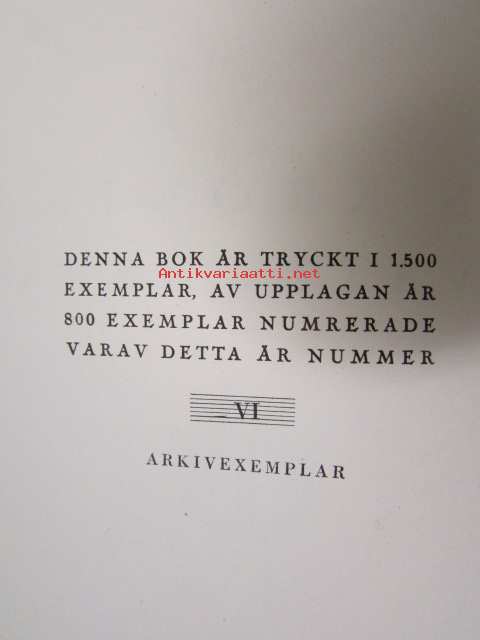 DENNA BOK ÄR TRYCKT I 1.500
Antikvariaatti.net
EXEMPLAR, AV UPPLAGAN ÄR
800 EXEMPLAR NUMRERADE
VARAV DETTA ÄR NUMMER
VI
ARKIVEXEMPLAR